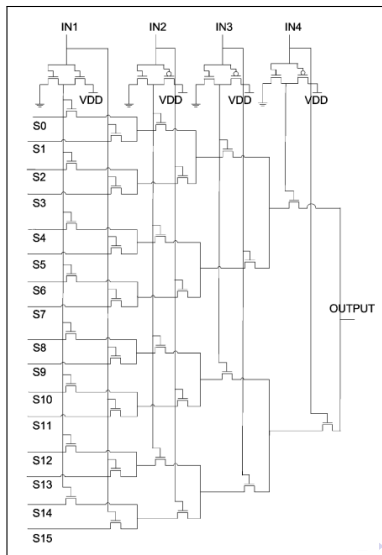 IN1 IN2 IN3 IN4
VDD VDD VDD VDD
S0
S1
S2
S3
S4
S5
S6
S7
OUTPUT
S8
S9
S10
S11
S12
S13
S14
S15